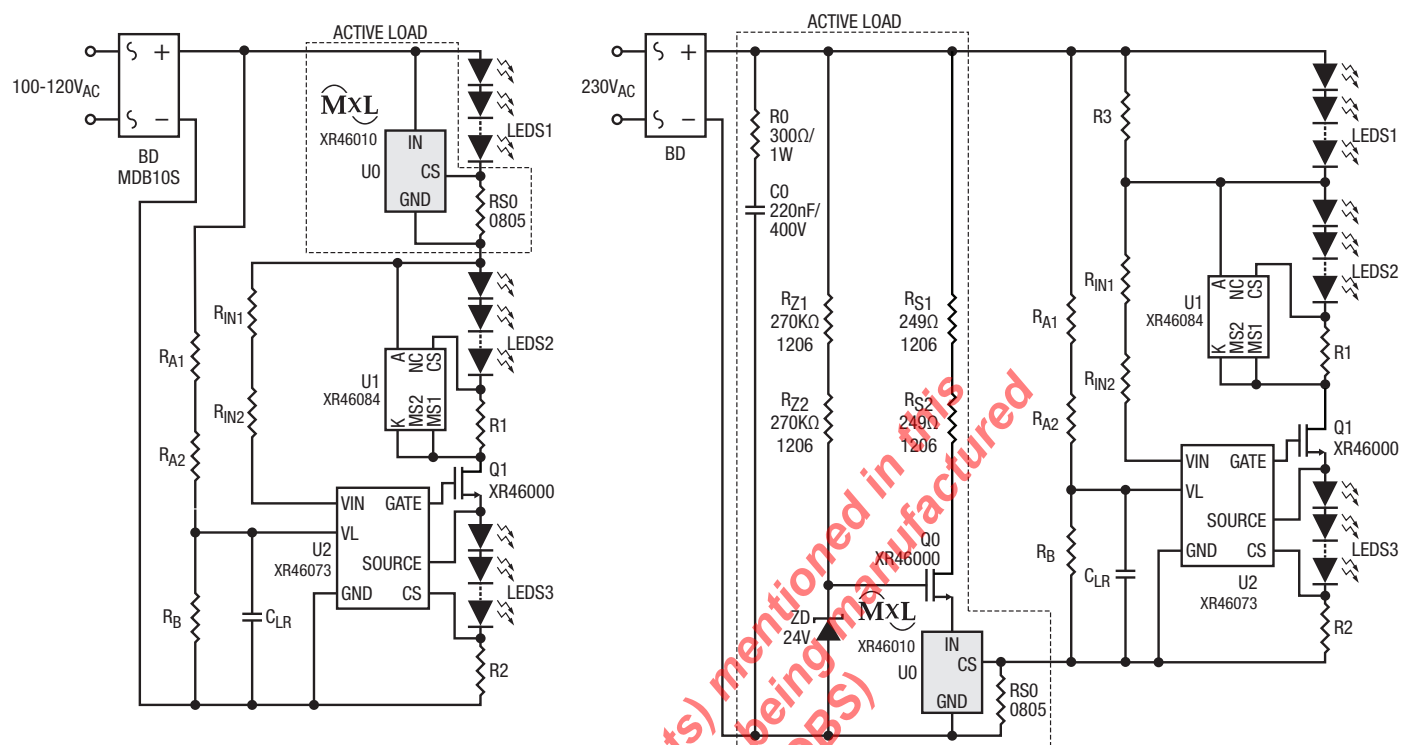 ACTIVE LOAD
100-120VAC
BD
MDB10S
MXL
XR46010
U0
IN
CS
GND
RS0
0805
LEDS1
RIN1
RIN2
RA1
RA2
U1
XR46084
A
NC
CS
K
MS2
MS1
LEDS2
R1
Q1
XR46000
VIN
GATE
VL
SOURCE
GND
CS
U2
XR46073
LEDS3
RB
CLR
R2
ACTIVE LOAD
230VAC
BD
R0
300Ω/
1W
C0
220nF/
400V
RZ1
270KΩ
1206
RZ2
270KΩ
1206
RS1
249Ω
1206
RS2
249Ω
1206
Q0
XR46000
ZD
24V
MXL
XR46010
U0
IN
CS
GND
RS0
0805
R3
LEDS1
RIN1
RIN2
RA1
RA2
U1
XR46084
A
NC
CS
K
MS2
MS1
LEDS2
R1
Q1
XR46000
VIN
GATE
VL
SOURCE
GND
CS
U2
XR46073
LEDS3
RB
CLR
R2
ts) mentioned in this
being manufactured
OBS)